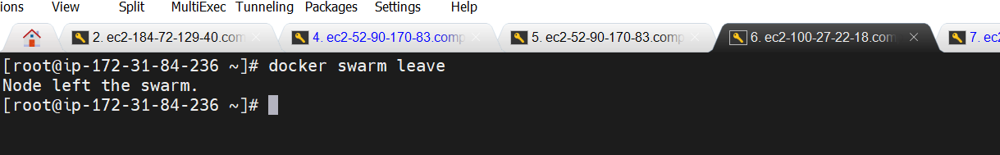 ions View Split MultiExec Tunneling Packages Settings Help
2. ec2-184-72-129-40.com 4. ec2-52-90-170-83.comp 5. ec2-52-90-170-83.comp 6. ec2-100-27-22-18.com 7. ec2
[root@ip-172-31-84-236 ~]# docker swarm leave
Node left the swarm.
[root@ip-172-31-84-236 ~]#